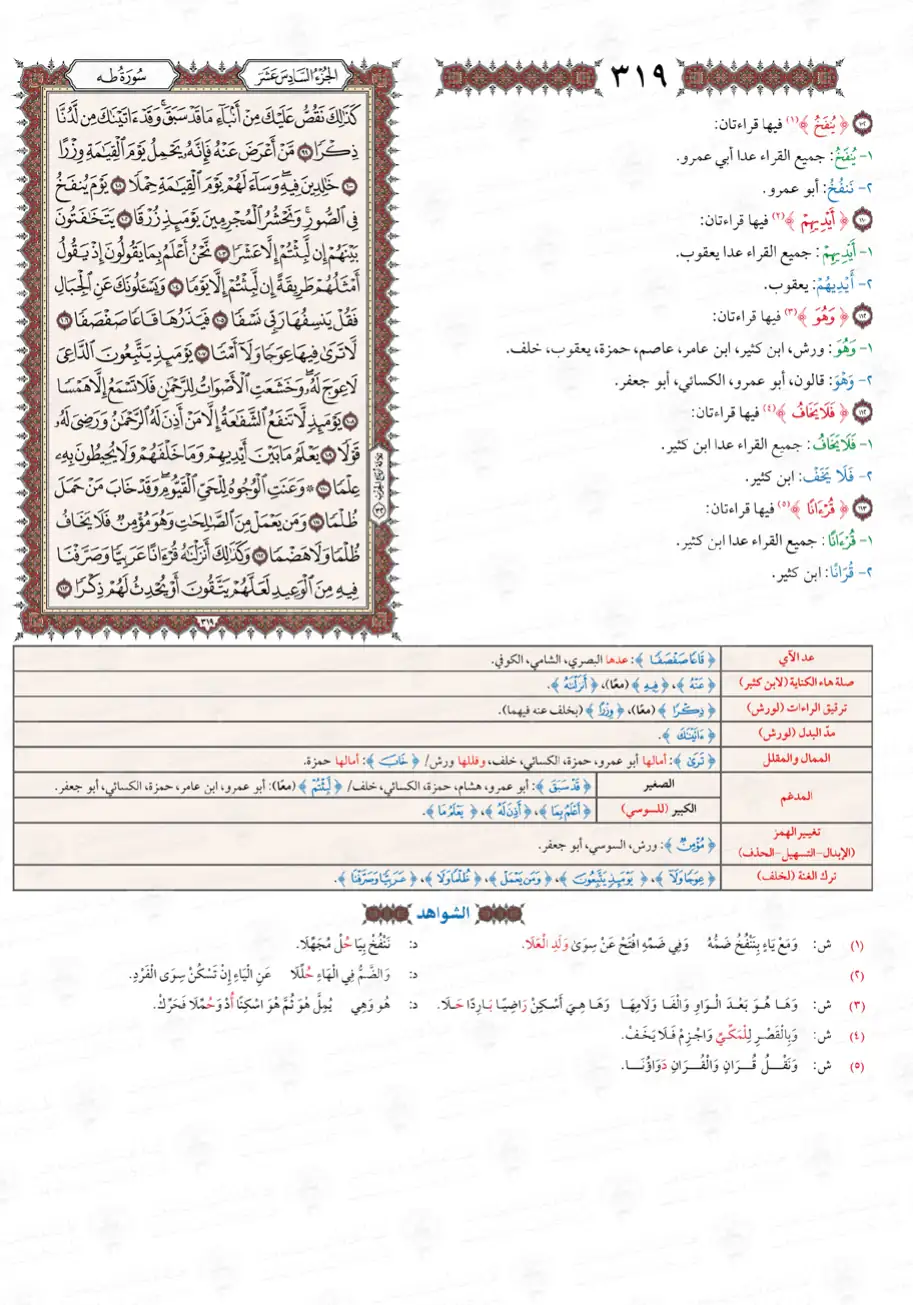 ٣١٩
﴿ يُنفَخُ ﴾(١) فيها قراءتان:
١- يُنفَخُ: جميع القراء عدا أبي عمرو.
٢- نَنفُخُ: أبو عمرو.
﴿ أَيْدِيهِمْ ﴾(٢) فيها قراءتان:
١- أَيْدِيهِمْ: جميع القراء عدا يعقوب.
٢- أَيْدِيهُمْ: يعقوب.
١١٢ ﴿ وَهُوَ ﴾(٣) فيها قراءتان:
١- وَهُوَ: ورش، ابن كثير، ابن عامر، عاصم، حمزة، يعقوب، خلف.
٢- وَهْوَ: قالون، أبو عمرو، الكسائي، أبو جعفر.
١١٢ ﴿ فَلَا يَخَافُ ﴾(٤) فيها قراءتان:
١- فَلَا يَخَافُ: جميع القراء عدا ابن كثير.
٢- فَلَا يَخَفْ: ابن كثير.
١١٣ ﴿ قُرْءَانًا ﴾(٥) فيها قراءتان:
١- قُرْءَانًا: جميع القراء عدا ابن كثير.
٢- قُرَانًا: ابن كثير.
الجُزْءُ السَّادِسَ عَشَرَ سُورَةُ طه
كَذَٰلِكَ نَقُصُّ عَلَيْكَ مِنْ أَنۢبَآءِ مَا قَدْ سَبَقَۚ وَقَدْ ءَاتَيْنَٰكَ مِن لَّدُنَّا
ذِكْرًا ٩٩ مَّنْ أَعْرَضَ عَنْهُ فَإِنَّهُۥ يَحْمِلُ يَوْمَ ٱلْقِيَٰمَةِ وِزْرًا
١٠٠ خَٰلِدِينَ فِيهِۖ وَسَآءَ لَهُمْ يَوْمَ ٱلْقِيَٰمَةِ حِمْلًا ١٠١ يَوْمَ يُنفَخُ
فِي ٱلصُّورِۚ وَنَحْشُرُ ٱلْمُجْرِمِينَ يَوْمَئِذٍ زُرْقًا ١٠٢ يَتَخَٰفَتُونَ
بَيْنَهُمْ إِن لَّبِثْتُمْ إِلَّا عَشْرًا ١٠٣ نَّحْنُ أَعْلَمُ بِمَا يَقُولُونَ إِذْ يَقُولُ
أَمْثَلُهُمْ طَرِيقَةً إِن لَّبِثْتُمْ إِلَّا يَوْمًا ١٠٤ وَيَسْـَٔلُونَكَ عَنِ ٱلْجِبَالِ
فَقُلْ يَنسِفُهَا رَبِّي نَسْفًا ١٠٥ فَيَذَرُهَا قَاعًا صَفْصَفًا ١٠٦
لَّا تَرَىٰ فِيهَا عِوَجًا وَلَآ أَمْتًا ١٠٧ يَوْمَئِذٍ يَتَّبِعُونَ ٱلدَّاعِيَ
لَا عِوَجَ لَهُۥۖ وَخَشَعَتِ ٱلْأَصْوَاتُ لِلرَّحْمَٰنِ فَلَا تَسْمَعُ إِلَّا هَمْسًا
١٠٨ يَوْمَئِذٍ لَّا تَنفَعُ ٱلشَّفَٰعَةُ إِلَّا مَنْ أَذِنَ لَهُ ٱلرَّحْمَٰنُ وَرَضِيَ لَهُۥ
قَوْلًا ١٠٩ يَعْلَمُ مَا بَيْنَ أَيْدِيهِمْ وَمَا خَلْفَهُمْ وَلَا يُحِيطُونَ بِهِۦ
عِلْمًا ١١٠ ۞ وَعَنَتِ ٱلْوُجُوهُ لِلْحَيِّ ٱلْقَيُّومِۖ وَقَدْ خَابَ مَنْ حَمَلَ
ظُلْمًا ١١١ وَمَن يَعْمَلْ مِنَ ٱلصَّٰلِحَٰتِ وَهُوَ مُؤْمِنٌ فَلَا يَخَافُ
ظُلْمًا وَلَا هَضْمًا ١١٢ وَكَذَٰلِكَ أَنزَلْنَٰهُ قُرْءَانًا عَرَبِيًّا وَصَرَّفْنَا
فِيهِ مِنَ ٱلْوَعِيدِ لَعَلَّهُمْ يَتَّقُونَ أَوْ يُحْدِثُ لَهُمْ ذِكْرًا ١١٣
٣١٩
عد الآي ﴿ قَاعًا صَفْصَفًا ﴾: عدها البصري، الشامي، الكوفي.
صلة هاء الكناية (لابن كثير) ﴿ عَنْهُ ﴾، ﴿ فِيهِ ﴾ (معًا)، ﴿ أَنزَلْنَٰهُ ﴾.
ترقيق الراءات (لورش) ﴿ ذِكْرًا ﴾ (معًا)، ﴿ وِزْرًا ﴾ (بخلف عنه فيهما).
مدّ البدل (لورش) ﴿ ءَاتَيْنَٰكَ ﴾.
الممال والمقلل ﴿ تَرَىٰ ﴾: أمالها أبو عمرو، حمزة، الكسائي، خلف، وقللها ورش/ ﴿ خَابَ ﴾: أمالها حمزة.
المدغم الصغير ﴿ قَدْ سَبَقَ ﴾: أبو عمرو، هشام، حمزة، الكسائي، خلف/ ﴿ لَّبِثْتُمْ ﴾ (معًا): أبو عمرو، ابن عامر، حمزة، الكسائي، أبو جعفر.
الكبير (للسوسي) ﴿ أَعْلَمُ بِمَا ﴾، ﴿ أَذِنَ لَهُ ﴾، ﴿ يَعْلَمُ مَا ﴾.
تغيير الهمز
(الإبدال-التسهيل-الحذف) ﴿ مُؤْمِنٌ ﴾: ورش، السوسي، أبو جعفر.
ترك الغنة (لخلف) ﴿ عِوَجًا وَلَآ ﴾، ﴿ يَوْمَئِذٍ يَتَّبِعُونَ ﴾، ﴿ وَمَن يَعْمَلْ ﴾، ﴿ ظُلْمًا وَلَا ﴾، ﴿ عَرَبِيًّا وَصَرَّفْنَا ﴾.
الشواهد
(١) ش: وَمَعْ يَاءٍ بِنَنْفُخُ ضَمُّهُ وَفِي ضَمِّهِ افْتَحْ عَنْ سِوَىٰ وَلَدِ الْعَلَا. د: نَنْفُخْ بِيَا حُلْ مُجَهِّلَا.
(٢) د: وَالضَّمُّ فِي الْهَاءِ حُلِّلَا عَنِ الْيَاءِ إِنْ تَسْكُنْ سِوَى الْفَرْدِ.
(٣) ش: وَهَا هُوَ بَعْدَ الْوَاوِ وَالْفَا وَلَامِهَا وَهَا هِيَ أَسْكِنْ رَاضِيًا بَارِدًا حَلَا. د: هُو وَهِيَ يُمِلَّ هُوَ ثُمَّ هُوَ اسْكِنًا أُدْ وَحُمِّلَا فَحَرِّكْ.
(٤) ش: وَبِالْقَصْرِ لِلْمَكِّيِّ وَاجْزِمْ فَلَا يَخَفْ.
(٥) ش: وَنَقْلُ قُرَانٍ وَالْقُرَانِ دَوَاؤُنَا.